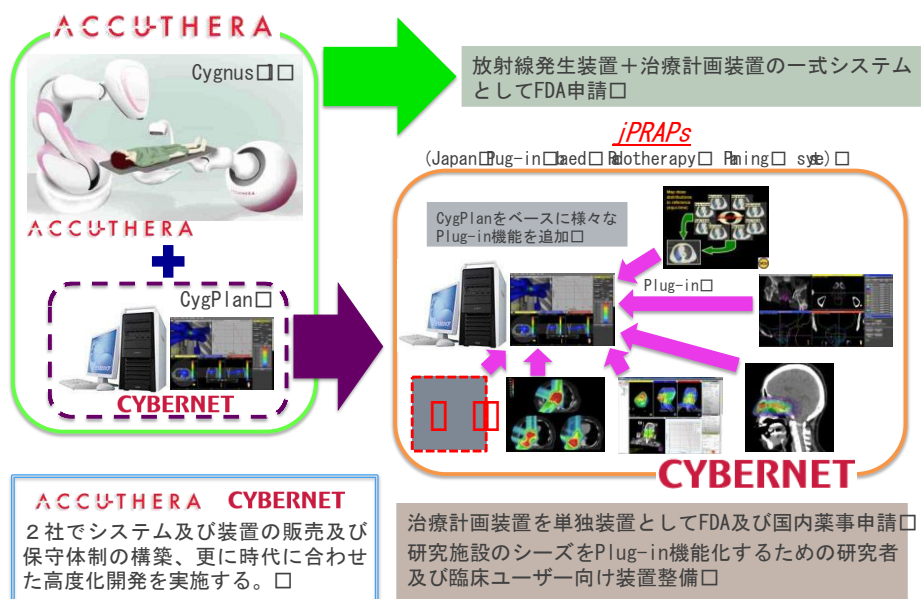 ACCUTHERA
Cygnus
ACCUTHERA
ACCUTHERA
CygPlan
CYBERNET
放射線発生装置＋治療計画装置の一式システム
としてFDA申請
jPRAPs
CygPlanをベースに様々な
Plug-in機能を追加
Plug-in
CYBERNET
ACCUTHERA CYBERNET
２社でシステム及び装置の販売及び
保守体制の構築、更に時代に合わせ
た高度化開発を実施する。
治療計画装置を単独装置としてFDA及び国内薬事申請
研究施設のシーズをPlug-in機能化するための研究者
及び臨床ユーザー向け装置整備